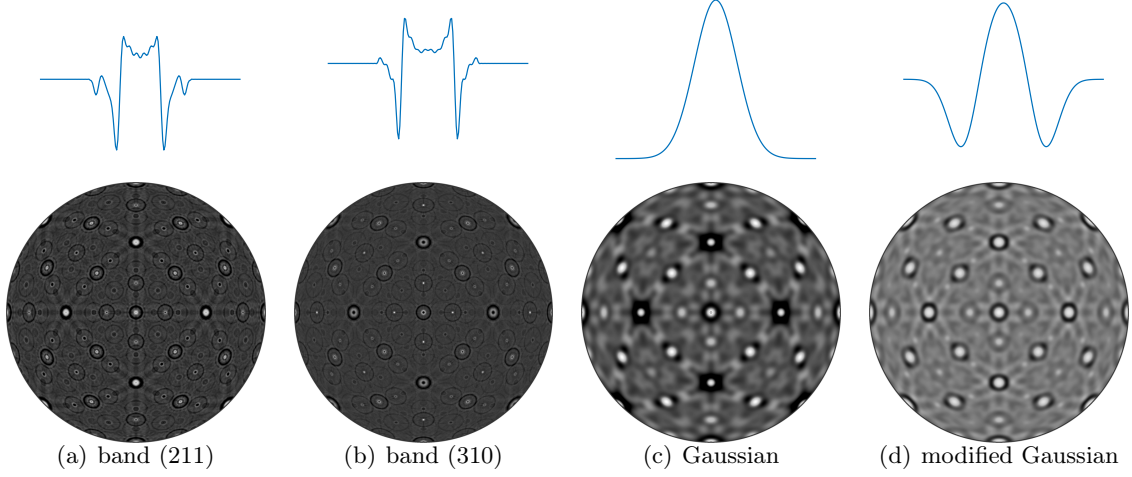 (a) band (211)
(b) band (310)
(c) Gaussian
(d) modified Gaussian